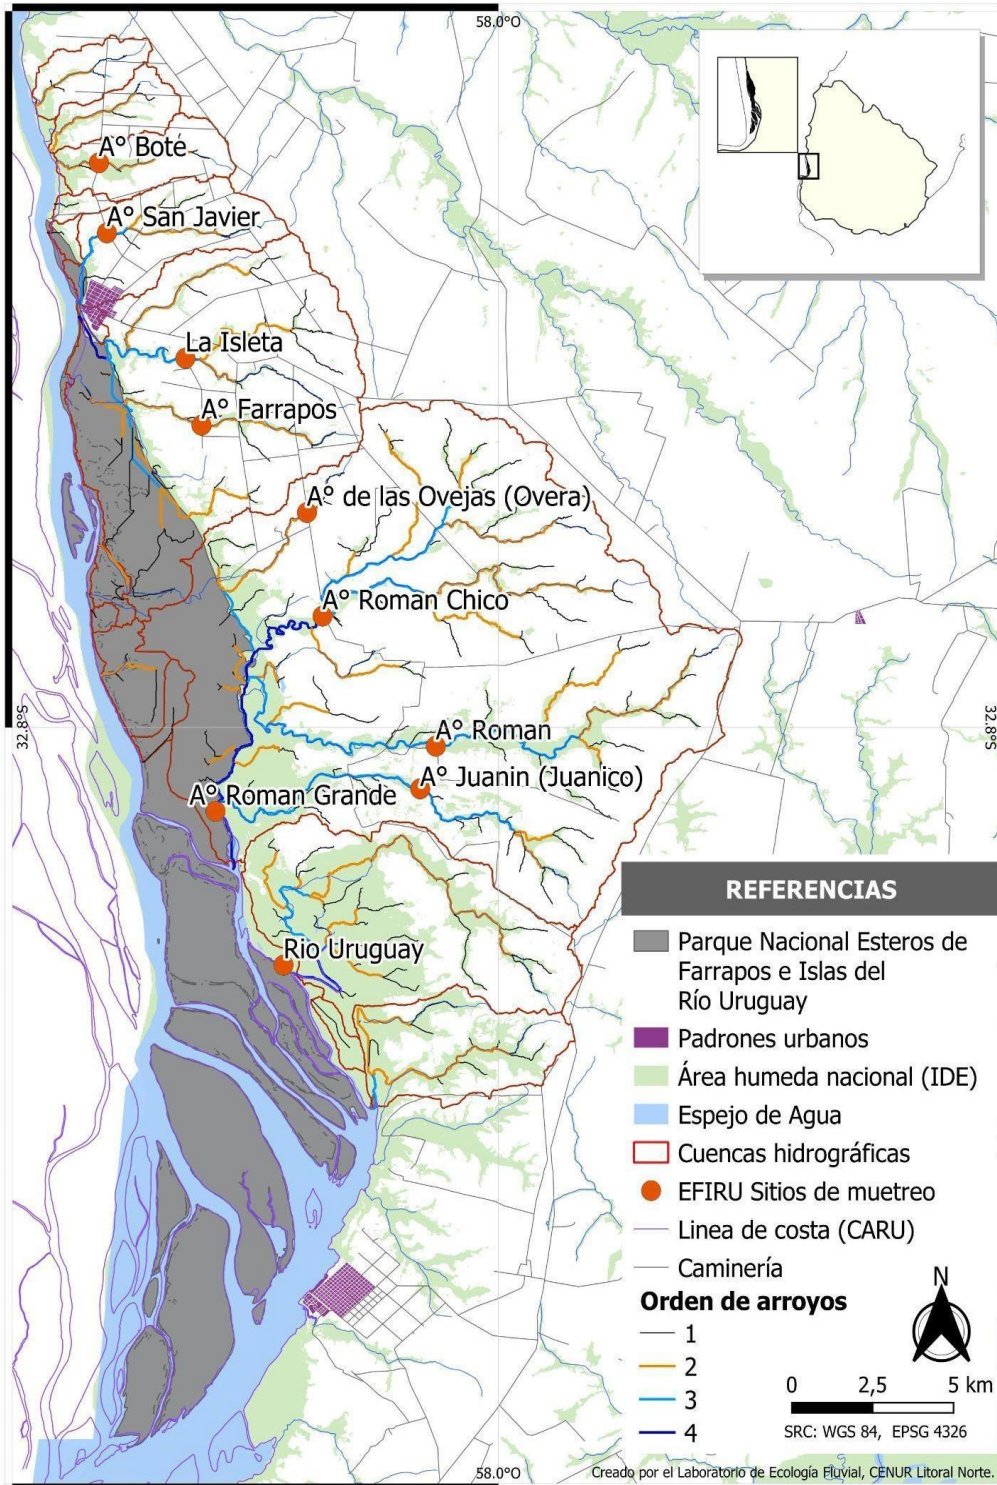 58.0°O
A° Boté
A° San Javier
La Isleta
A° Farrapos
A° de las Ovejas (Overa)
A° Roman Chico
32.8°S
32.8°S
A° Roman
A° Juanin (Juanico)
A° Roman Grande
Rio Uruguay
REFERENCIAS
Parque Nacional Esteros de
Farrapos e Islas del
Río Uruguay
Padrones urbanos
Área humeda nacional (IDE)
Espejo de Agua
Cuencas hidrográficas
EFIRU Sitios de muetreo
Linea de costa (CARU)
Caminería
Orden de arroyos
1
2
3
4
N
0 2,5 5 km
SRC: WGS 84, EPSG 4326
58.0°O
Creado por el Laboratorio de Ecología Fluvial, CENUR Litoral Norte.